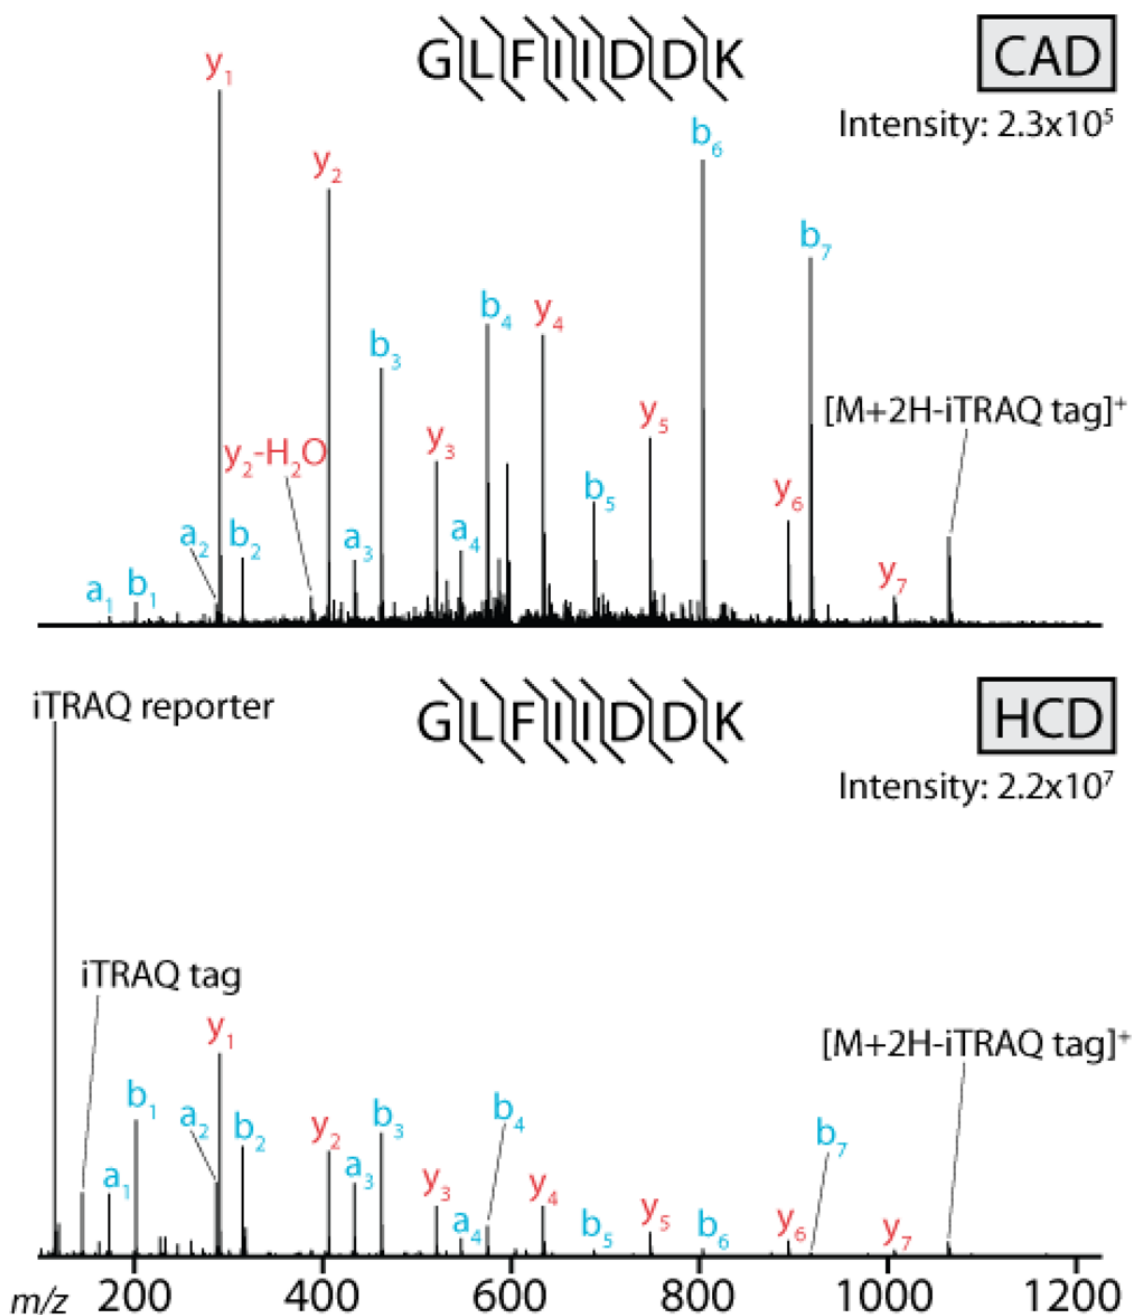 GLFIIDDK
CAD
Intensity: 2.3x10⁵
y₁
y₂
b₆
b₇
b₄
y₄
b₃
[M+2H-iTRAQ tag]⁺
y₅
y₃
y₂-H₂O
b₅
y₆
a₂
b₂
a₃
a₄
y₇
a₁
b₁
iTRAQ reporter
GLFIIDDK
HCD
Intensity: 2.2x10⁷
iTRAQ tag
y₁
[M+2H-iTRAQ tag]⁺
b₁
a₂
b₂
y₂
b₃
b₄
b₇
a₁
a₃
y₃
y₄
a₄
b₅
y₅
b₆
y₆
y₇
m/z 200 400 600 800 1000 1200